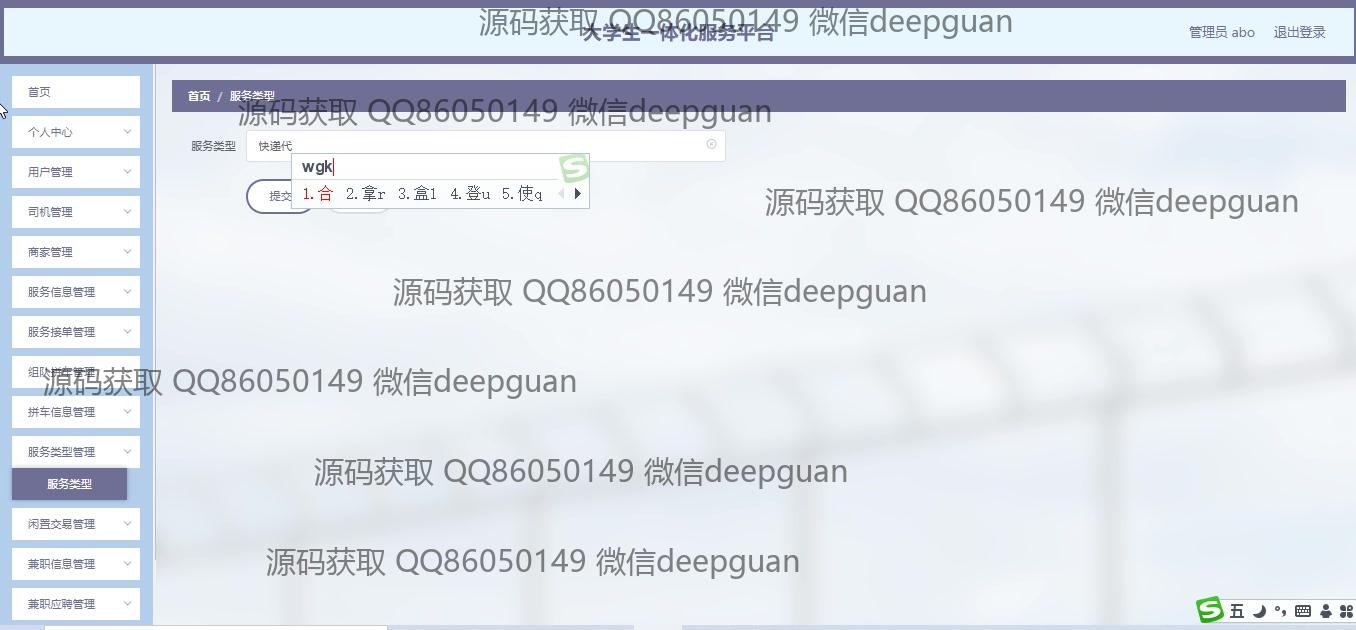 源码获取 QQ86050149 微信deepguan
大学生一体化服务平台
管理员 abo
退出登录
首页
个人中心
用户管理
司机管理
商家管理
服务信息管理
服务接单管理
组队拼车管理
拼车信息管理
服务类型管理
服务类型
闲置交易管理
兼职信息管理
兼职应聘管理
首页 / 服务类型
源码获取 QQ86050149 微信deepguan
服务类型
快递代
wgk
1.合 2.拿r 3.盒l 4.登u 5.使q
提交
源码获取 QQ86050149 微信deepguan
源码获取 QQ86050149 微信deepguan
源码获取 QQ86050149 微信deepguan
源码获取 QQ86050149 微信deepguan
源码获取 QQ86050149 微信deepguan
S 五